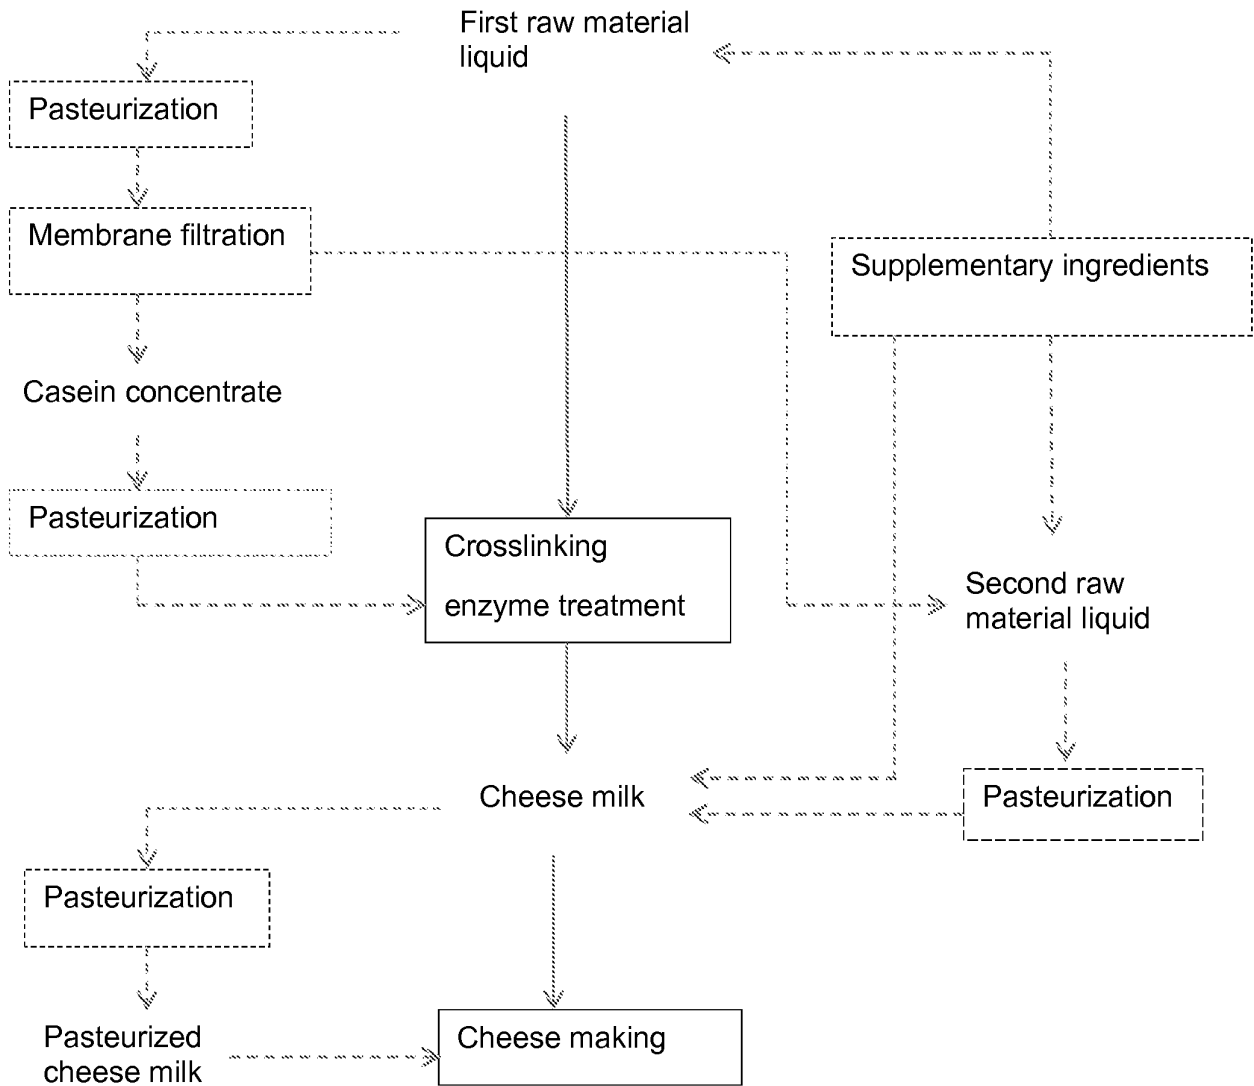 First raw material
liquid
Pasteurization
Membrane filtration
Supplementary ingredients
Casein concentrate
Pasteurization
Crosslinking
enzyme treatment
Second raw
material liquid
Cheese milk
Pasteurization
Pasteurization
Pasteurized
cheese milk
Cheese making